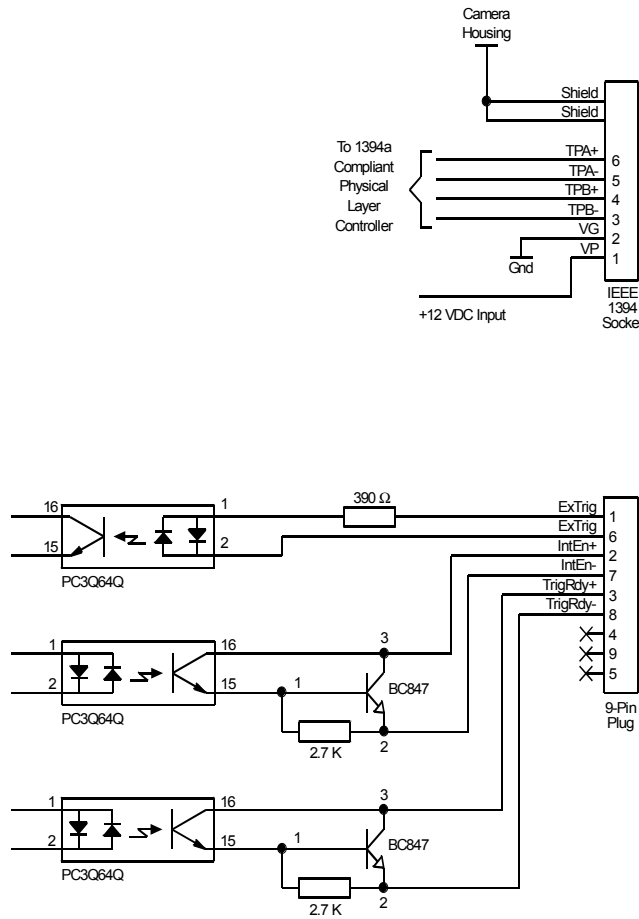 Camera
Housing
Shield
Shield
To 1394a
Compliant
Physical
Layer
Controller
TPA+
TPA-
TPB+
TPB-
VG
VP
6
5
4
3
2
1
Gnd
+12 VDC Input
IEEE
1394
Socke
16
15
1
2
PC3Q64Q
390 Ω
ExTrig
ExTrig
IntEn+
IntEn-
TrigRdy+
TrigRdy-
1
6
2
7
3
8
4
9
5
9-Pin
Plug
1
2
16
15
PC3Q64Q
1
3
BC847
2
2.7 K
1
2
16
15
PC3Q64Q
1
3
BC847
2
2.7 K